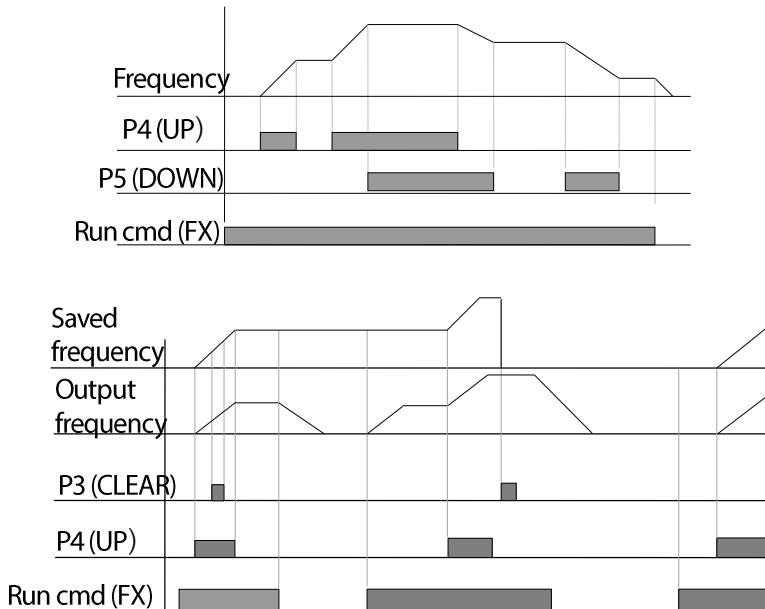 Frequency
P4 (UP)
P5 (DOWN)
Run cmd (FX)
Saved
frequency
Output
frequency
P3 (CLEAR)
P4 (UP)
Run cmd (FX)